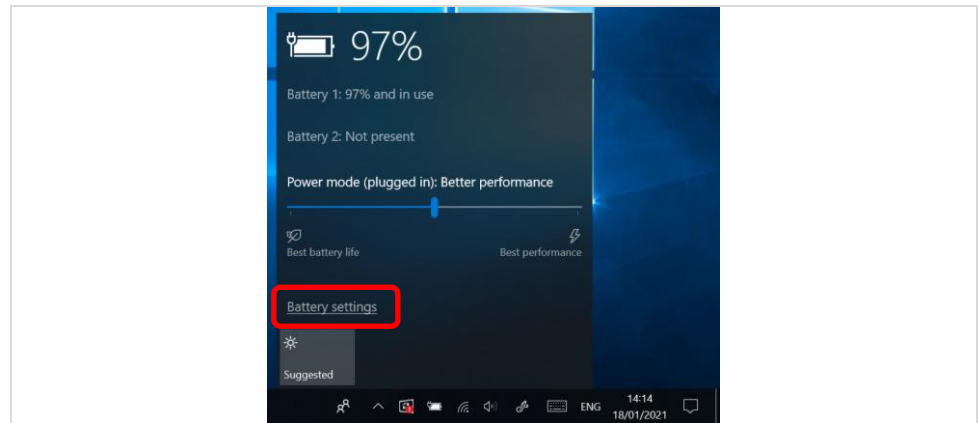 97%
Battery 1: 97% and in use
Battery 2: Not present
Power mode (plugged in): Better performance
Best battery life Best performance
Battery settings
Suggested
ENG 14:14
18/01/2021